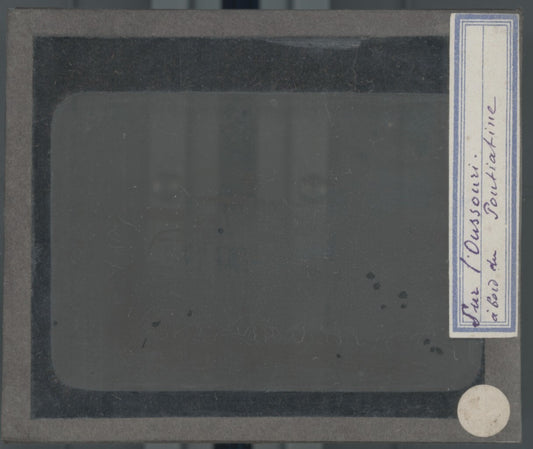 Sur l'Oussouri.
à bord du Poutiatine